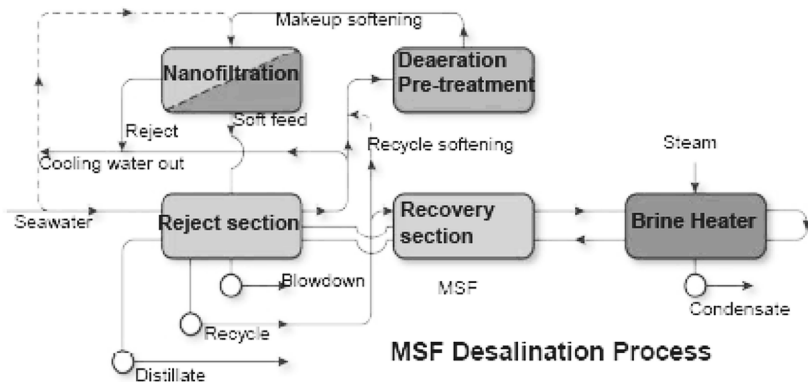 Makeup softening
Nanofiltration
Deaeration
Pre-treatment
Soft feed
Reject
Recycle softening
Steam
Cooling water out
Seawater
Reject section
Recovery
section
Brine Heater
Blowdown
MSF
Condensate
Recycle
MSF Desalination Process
Distillate